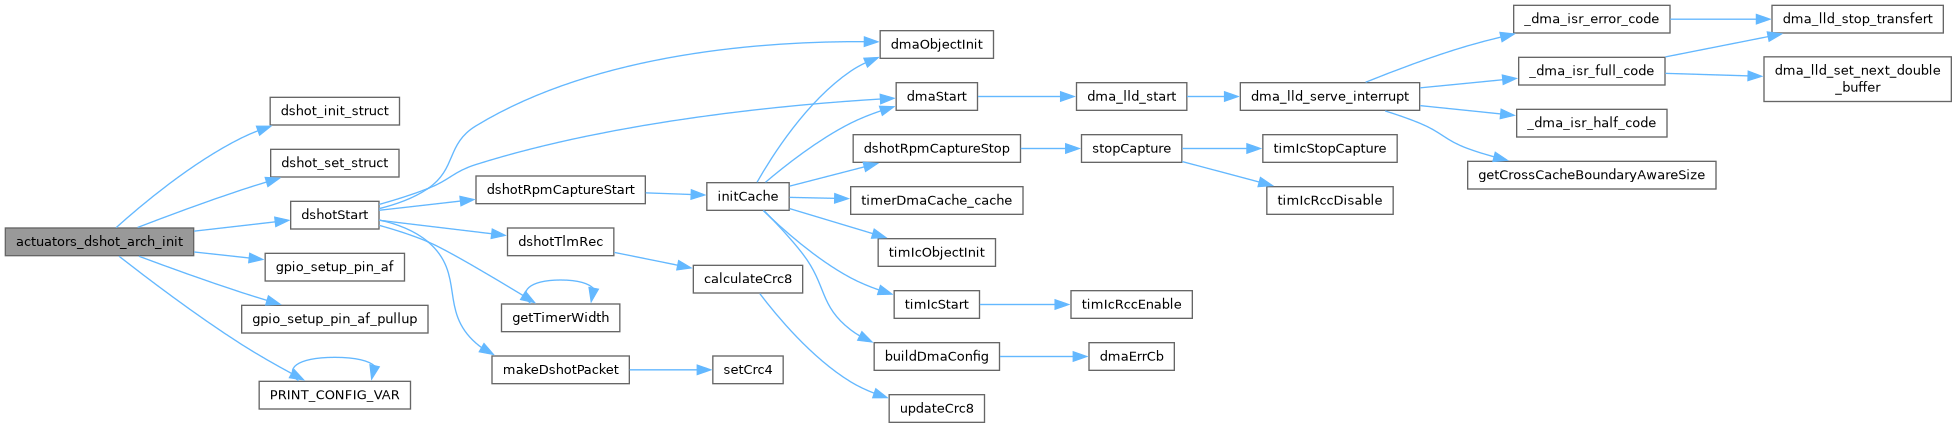 actuators_dshot_arch_init
dshot_init_struct
dshot_set_struct
dshotStart
gpio_setup_pin_af
gpio_setup_pin_af_pullup
PRINT_CONFIG_VAR
dshotRpmCaptureStart
dshotTlmRec
getTimerWidth
makeDshotPacket
initCache
calculateCrc8
setCrc4
dmaObjectInit
dmaStart
dshotRpmCaptureStop
timerDmaCache_cache
timIcObjectInit
timIcStart
buildDmaConfig
updateCrc8
dma_lld_start
stopCapture
timIcRccEnable
dmaErrCb
dma_lld_serve_interrupt
timIcStopCapture
timIcRccDisable
_dma_isr_error_code
_dma_isr_full_code
_dma_isr_half_code
getCrossCacheBoundaryAwareSize
dma_lld_stop_transfert
dma_lld_set_next_double
_buffer